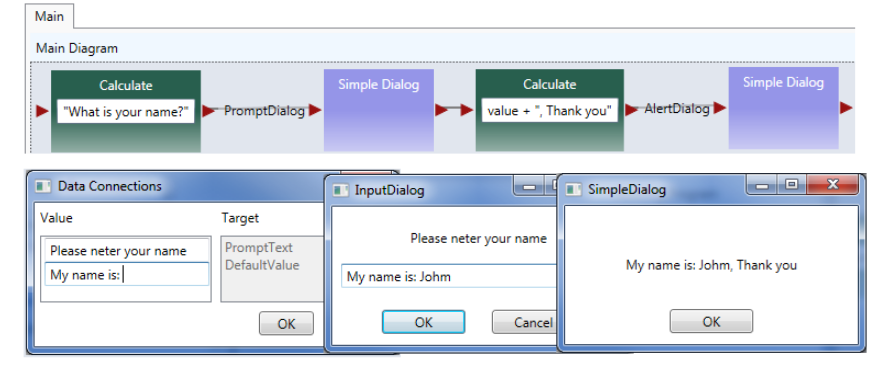 Main
Main Diagram
Calculate
"What is your name?"
PromptDialog
Simple Dialog
Calculate
value + ", Thank you"
AlertDialog
Simple Dialog
Data Connections
Value
Target
Please neter your name
My name is:
PromptText
DefaultValue
OK
InputDialog
Please neter your name
My name is: Johm
OK
Cancel
SimpleDialog
My name is: Johm, Thank you
OK